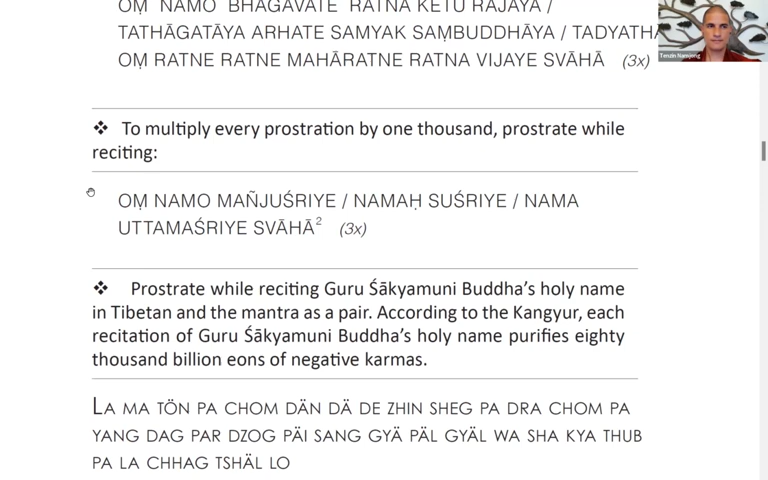 OṂ NAMO BHAGAVATE RATNA KETU RĀJĀYA /
TATHĀGATĀYA ARHATE SAMYAK SAṂBUDDHĀYA / TADYATHĀ
OṂ RATNE RATNE MAHĀRATNE RATNA VIJAYE SVĀHĀ (3x)
Tenzin Namjong
❖ To multiply every prostration by one thousand, prostrate while
reciting:
OṂ NAMO MAÑJUŚRIYE / NAMAḤ SUŚRIYE / NAMA
UTTAMAŚRIYE SVĀHĀ² (3x)
❖ Prostrate while reciting Guru Śākyamuni Buddha's holy name
in Tibetan and the mantra as a pair. According to the Kangyur, each
recitation of Guru Śākyamuni Buddha's holy name purifies eighty
thousand billion eons of negative karmas.
LA MA TÖN PA CHOM DÄN DÄ DE ZHIN SHEG PA DRA CHOM PA
YANG DAG PAR DZOG PÄI SANG GYÄ PÄL GYÄL WA SHA KYA THUB
PA LA CHHAG TSHÄL LO